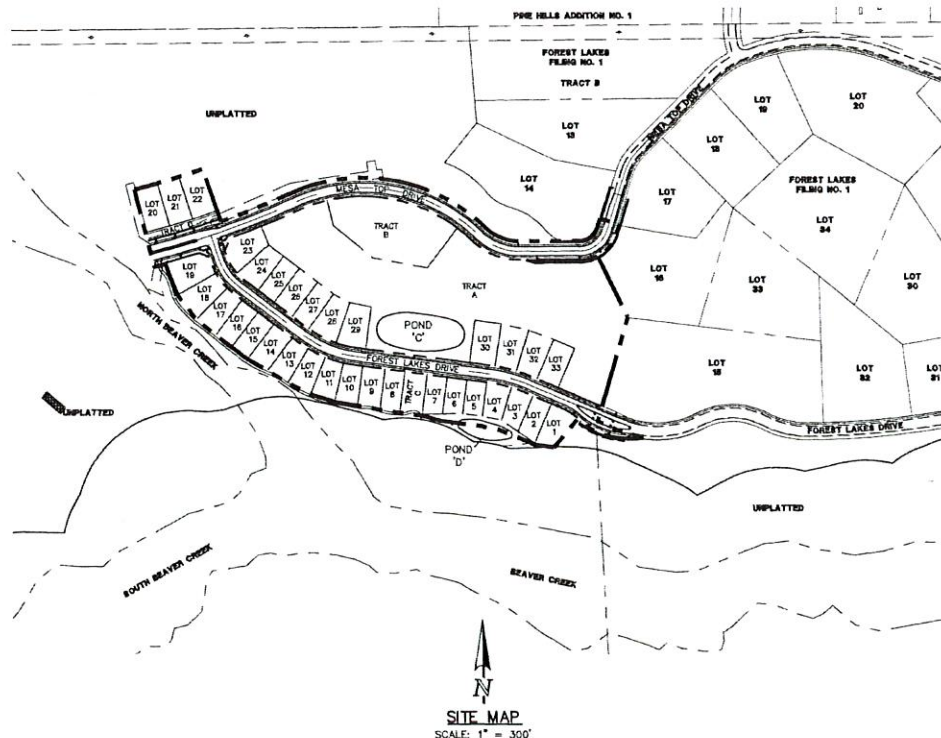 PINE HILLS ADDITION NO. 1
FOREST LAKES
FILING NO. 1
TRACT B
UNPLATTED
LOT
13
LOT
14
MESA TOP DRIVE
LOT
18
LOT
19
LOT
20
LOT
17
FOREST LAKES
FILING NO. 1
LOT
34
LOT
16
LOT
33
LOT
30
LOT
15
LOT
32
LOT
31
LOT
20
LOT
21
LOT
22
MESA TOP DRIVE
TRACT
B
TRACT
A
LOT
19
LOT
18
LOT
17
LOT
16
LOT
15
LOT
14
LOT
13
LOT
12
LOT
11
LOT
10
LOT
9
LOT
8
TRACT
C
LOT
7
LOT
6
LOT
5
LOT
4
LOT
3
LOT
2
LOT
1
LOT
23
LOT
24
LOT
25
LOT
26
LOT
27
LOT
28
LOT
29
POND
'C'
LOT
30
LOT
31
LOT
32
LOT
33
FOREST LAKES DRIVE
FOREST LAKES DRIVE
NORTH BEAVER CREEK
UNPLATTED
POND
'D'
UNPLATTED
SOUTH BEAVER CREEK
BEAVER CREEK
N
SITE MAP
SCALE: 1" = 300'